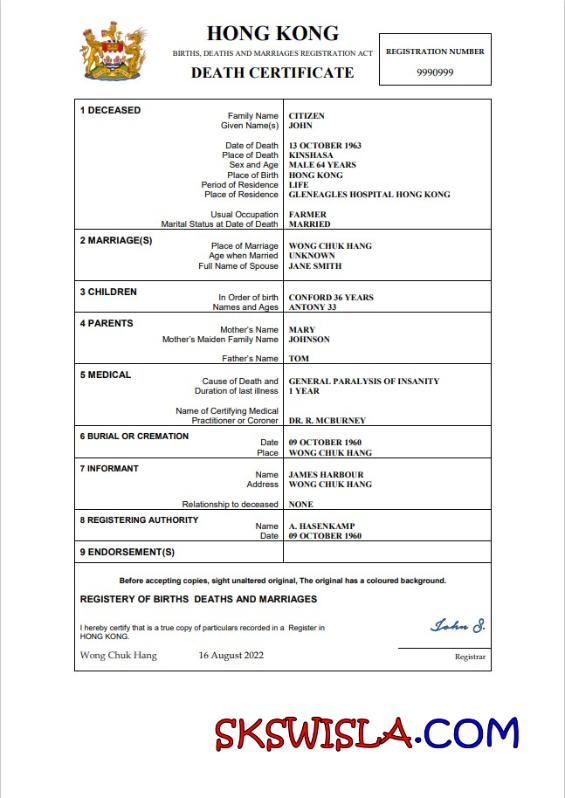 HONG KONG
BIRTHS, DEATHS AND MARRIAGES REGISTRATION ACT
DEATH CERTIFICATE
REGISTRATION NUMBER
9990999
1 DECEASED
Family Name CITIZEN
Given Name(s) JOHN
Date of Death 13 OCTOBER 1963
Place of Death KINSHASA
Sex and Age MALE 64 YEARS
Place of Birth HONG KONG
Period of Residence LIFE
Place of Residence GLENEAGLES HOSPITAL HONG KONG
Usual Occupation FARMER
Marital Status at Date of Death MARRIED
2 MARRIAGE(S)
Place of Marriage WONG CHUK HANG
Age when Married UNKNOWN
Full Name of Spouse JANE SMITH
3 CHILDREN
In Order of birth CONFORD 36 YEARS
Names and Ages ANTONY 33
4 PARENTS
Mother's Name MARY
Mother's Maiden Family Name JOHNSON
Father's Name TOM
5 MEDICAL
Cause of Death and GENERAL PARALYSIS OF INSANITY
Duration of last illness 1 YEAR
Name of Certifying Medical
Practitioner or Coroner DR. R. MCBURNEY
6 BURIAL OR CREMATION
Date 09 OCTOBER 1960
Place WONG CHUK HANG
7 INFORMANT
Name JAMES HARBOUR
Address WONG CHUK HANG
Relationship to deceased NONE
8 REGISTERING AUTHORITY
Name A. HASENKAMP
Date 09 OCTOBER 1960
9 ENDORSEMENT(S)
Before accepting copies, sight unaltered original, The original has a coloured background.
REGISTERY OF BIRTHS DEATHS AND MARRIAGES
I hereby certify that is a true copy of particulars recorded in a Register in
HONG KONG.
John S.
Wong Chuk Hang 16 August 2022
Registrar
SKSWISLA.COM